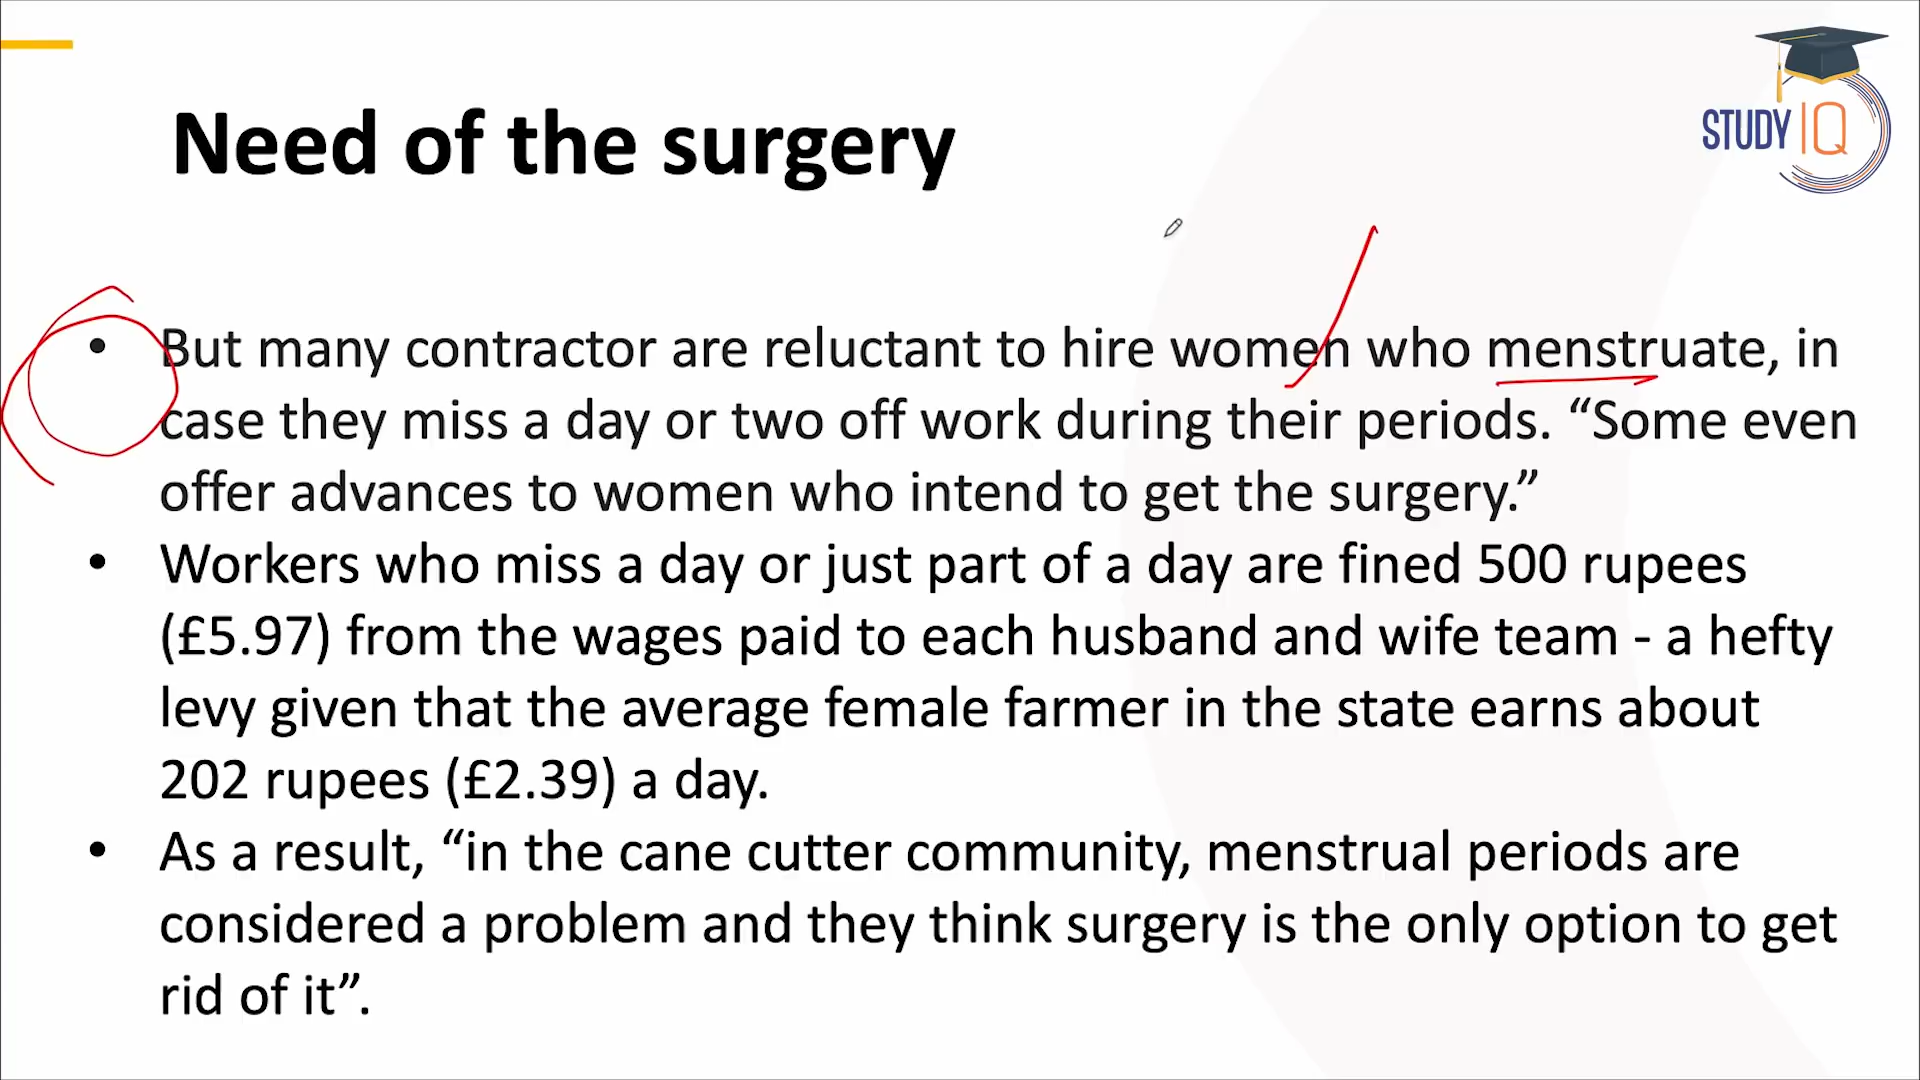 STUDY IQ
Need of the surgery
• But many contractor are reluctant to hire women who menstruate, in
case they miss a day or two off work during their periods. “Some even
offer advances to women who intend to get the surgery.”
• Workers who miss a day or just part of a day are fined 500 rupees
(£5.97) from the wages paid to each husband and wife team - a hefty
levy given that the average female farmer in the state earns about
202 rupees (£2.39) a day.
• As a result, “in the cane cutter community, menstrual periods are
considered a problem and they think surgery is the only option to get
rid of it”.